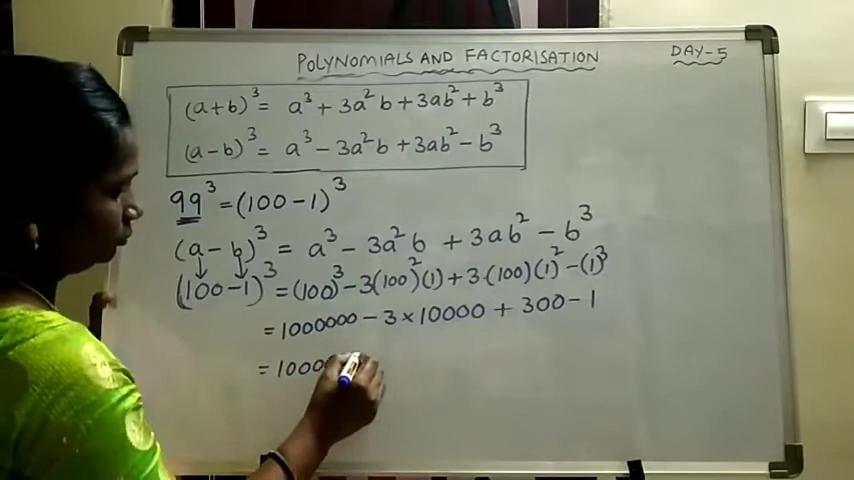 POLYNOMIALS AND FACTORISATION
DAY-5
(a+b)³ = a³ + 3a²b + 3ab² + b³
(a-b)³ = a³ - 3a²b + 3ab² - b³
99³ = (100-1)³
(a-b)³ = a³ - 3a²b + 3ab² - b³
(100-1)³ = (100)³ - 3(100)²(1) + 3·(100)(1)² - (1)³
= 1000000 - 3×10000 + 300 - 1
= 1000